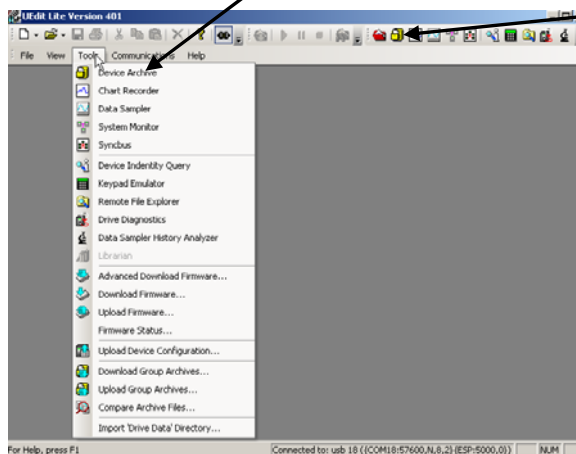 UEdit Lite Version 401
File View Tools Communications Help
Device Archive
Chart Recorder
Data Sampler
System Monitor
Syncbus
Device Indentity Query
Keypad Emulator
Remote File Explorer
Drive Diagnostics
Data Sampler History Analyzer
Librarian
Advanced Download Firmware...
Download Firmware...
Upload Firmware...
Firmware Status...
Upload Device Configuration...
Download Group Archives...
Upload Group Archives...
Compare Archive Files...
Import 'Drive Data' Directory...
For Help, press F1 Connected to: usb 18 ((COM18:57600,N,8,2)(ESP:5000,0)) NUM